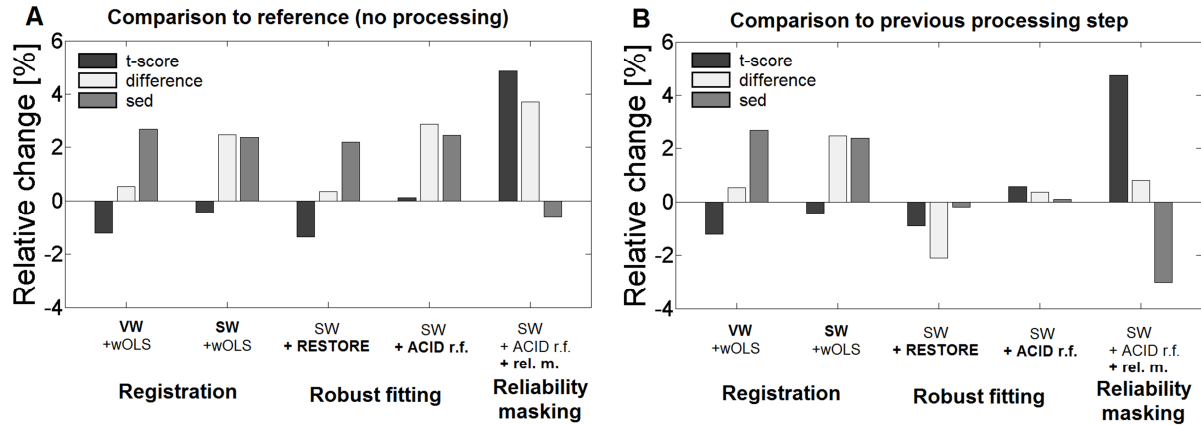 A
Comparison to reference (no processing)
Relative change [%]
6
4
2
0
-2
-4
t-score
difference
sed
VW
+wOLS
SW
+wOLS
SW
+ RESTORE
SW
+ ACID r.f.
SW
+ ACID r.f.
+ rel. m.
Registration
Robust fitting
Reliability
masking
B
Comparison to previous processing step
Relative change [%]
6
4
2
0
-2
-4
t-score
difference
sed
VW
+wOLS
SW
+wOLS
SW
+ RESTORE
SW
+ ACID r.f.
SW
+ ACID r.f.
+ rel. m.
Registration
Robust fitting
Reliability
masking